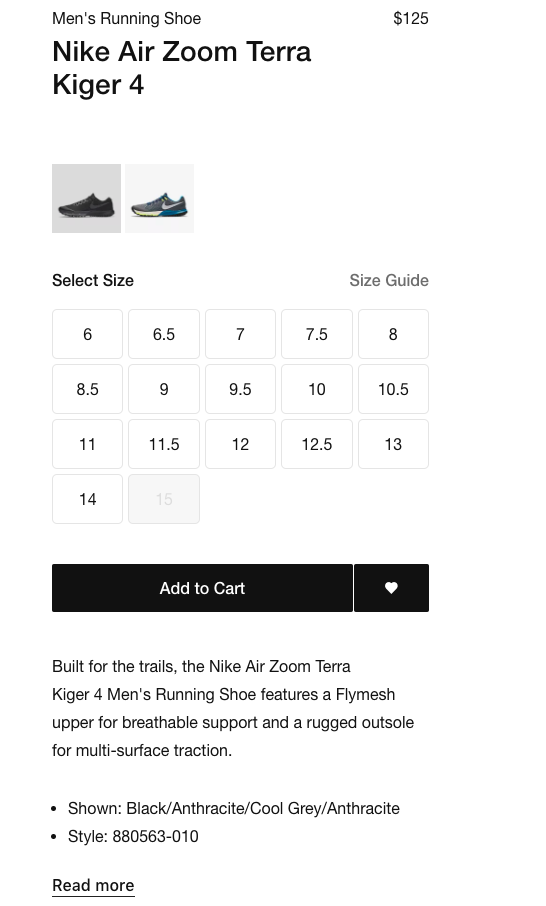 Men's Running Shoe $125
Nike Air Zoom Terra
Kiger 4
Select Size Size Guide
6 6.5 7 7.5 8
8.5 9 9.5 10 10.5
11 11.5 12 12.5 13
14 15
Add to Cart
Built for the trails, the Nike Air Zoom Terra
Kiger 4 Men's Running Shoe features a Flymesh
upper for breathable support and a rugged outsole
for multi-surface traction.
• Shown: Black/Anthracite/Cool Grey/Anthracite
• Style: 880563-010
Read more